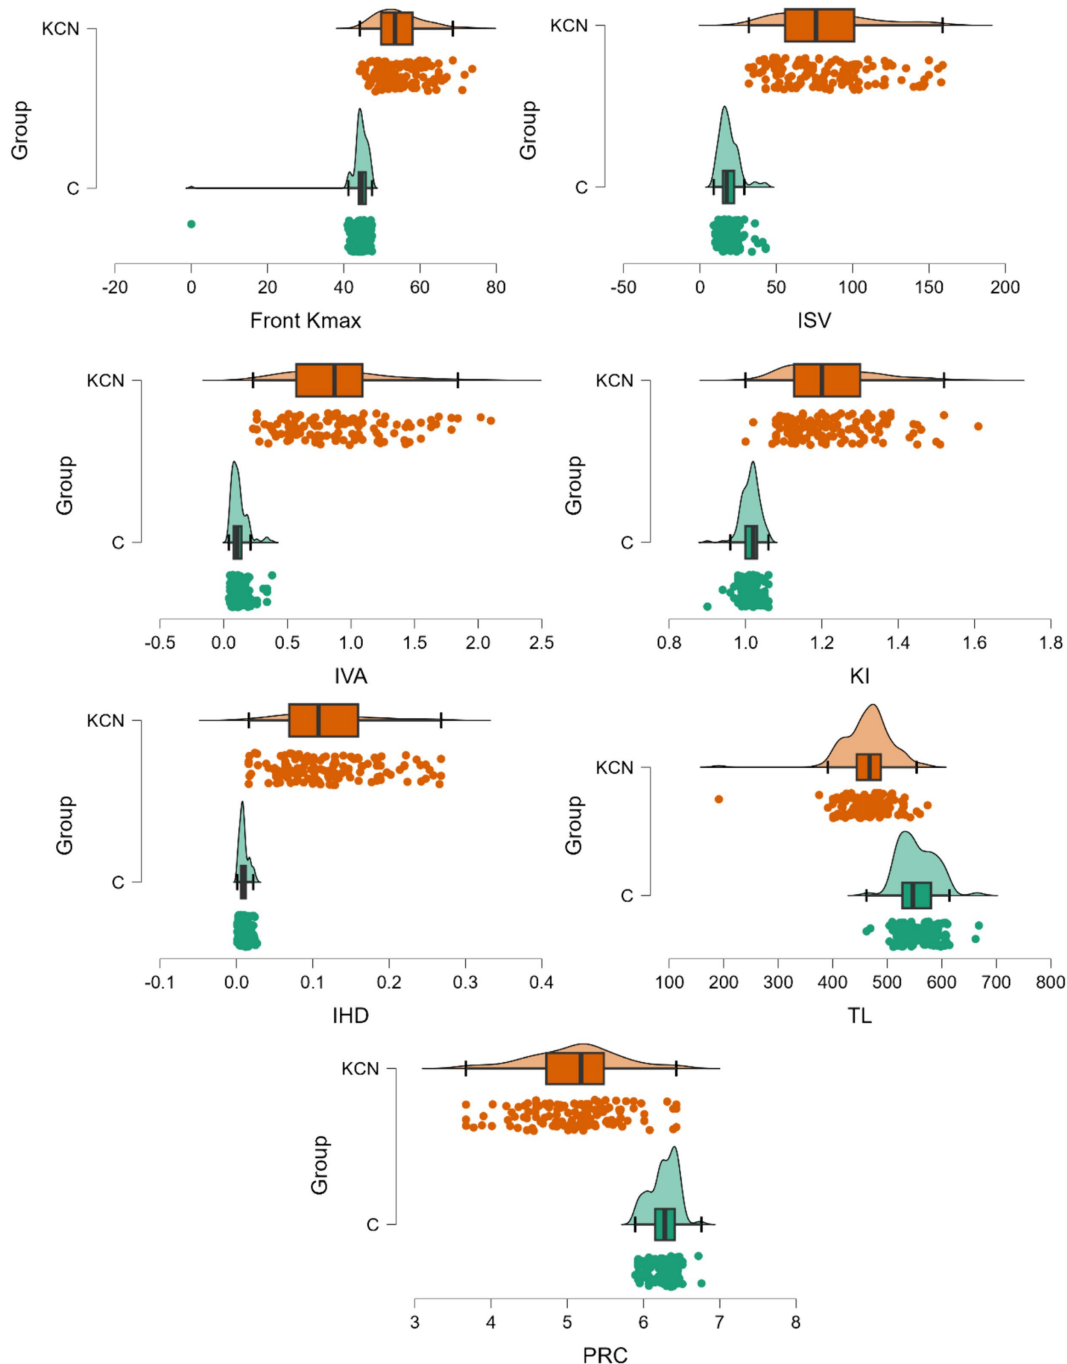 KCN
KCN
Group
Group
C
C
-20 0 20 40 60 80
-50 0 50 100 150 200
Front Kmax
ISV
KCN
KCN
Group
Group
C
C
-0.5 0.0 0.5 1.0 1.5 2.0 2.5
0.8 1.0 1.2 1.4 1.6 1.8
IVA
KI
KCN
KCN
Group
Group
C
C
-0.1 0.0 0.1 0.2 0.3 0.4
100 200 300 400 500 600 700 800
IHD
TL
KCN
Group
C
3 4 5 6 7 8
PRC